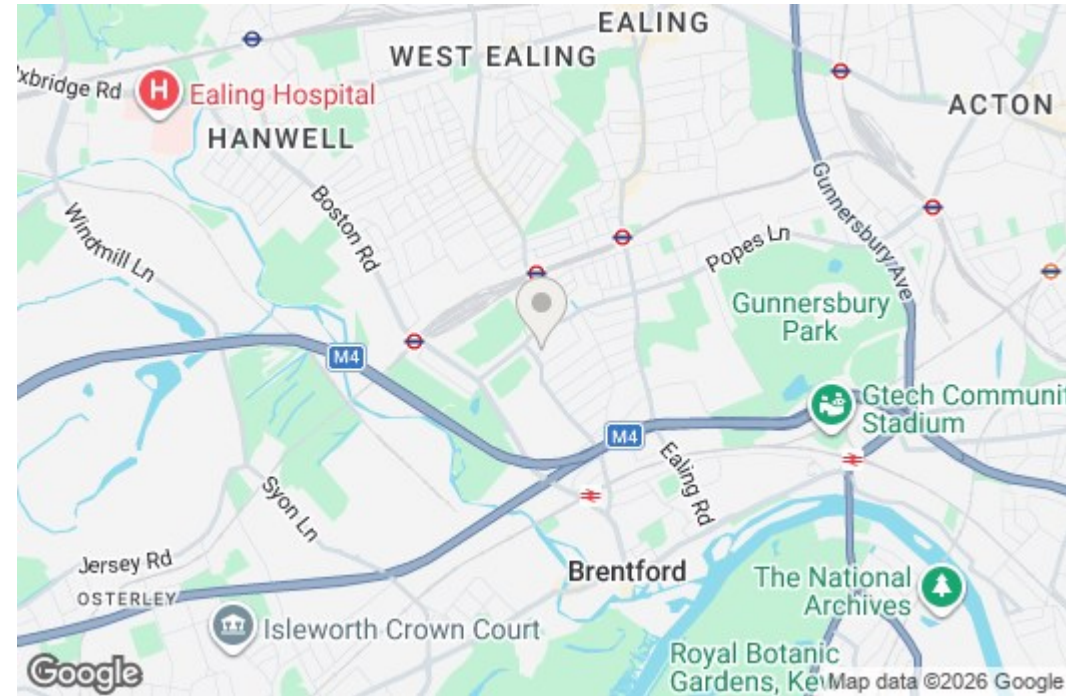 EALING
WEST EALING
xbridge Rd
H
Ealing Hospital
ACTON
HANWELL
Boston Rd
Gunnersbury Ave
Windmill Ln
Popes Ln
Gunnersbury
Park
M4
Gtech Communit
Stadium
M4
Ealing Rd
Syon Ln
Jersey Rd
Brentford
The National
Archives
OSTERLEY
Isleworth Crown Court
Royal Botanic
Gardens, Kew
Google
Map data ©2026 Google